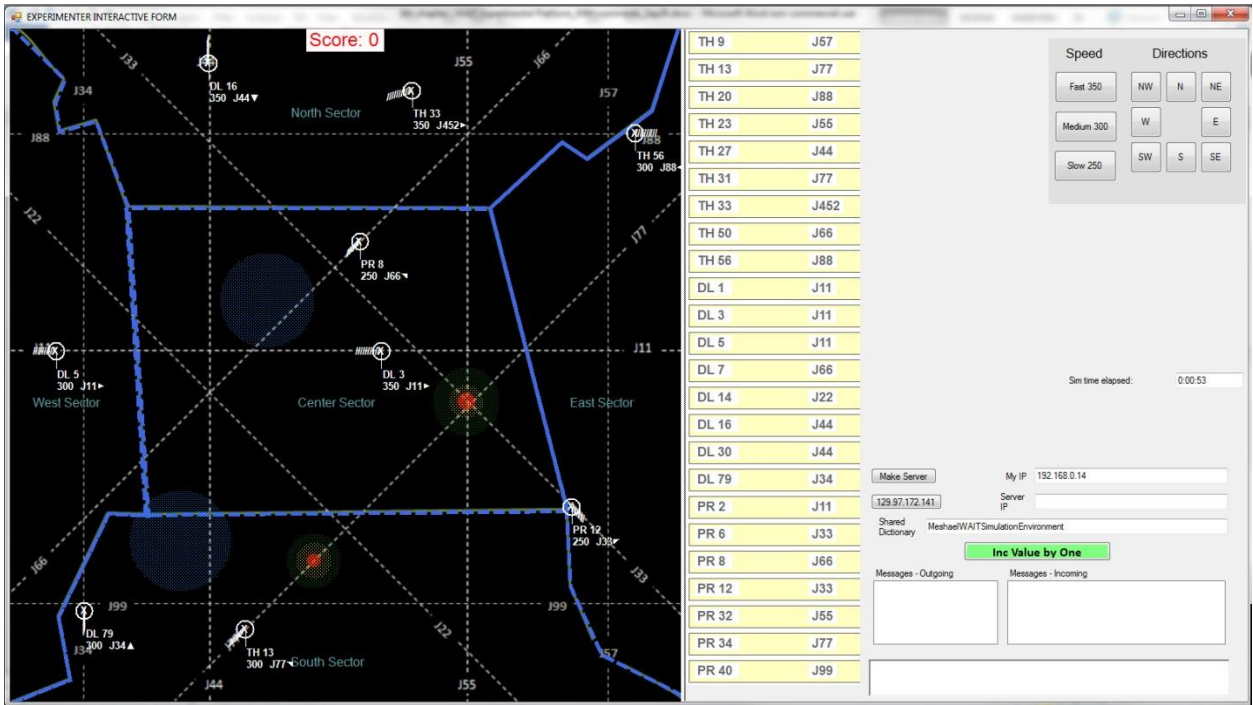 EXPERIMENTER INTERACTIVE FORM
Score: 0
J33
J55
J66
J34
DL 16
350 J44▼
J57
North Sector
TH 33
350 J452►
J88
J88
TH 56
300 J88
J22
J77
PR 8
250 J66
J11
DL 5
300 J11►
DL 3
350 J11►
J11
West Sector
Center Sector
East Sector
PR 12
250 J33
J66
J33
J99
J99
DL 79
300 J34▲
J34
TH 13
300 J77
South Sector
J22
J57
J44
J55
TH 9 J57
TH 13 J77
TH 20 J88
TH 23 J55
TH 27 J44
TH 31 J77
TH 33 J452
TH 50 J66
TH 56 J88
DL 1 J11
DL 3 J11
DL 5 J11
DL 7 J66
DL 14 J22
DL 16 J44
DL 30 J44
DL 79 J34
PR 2 J11
PR 6 J33
PR 8 J66
PR 12 J33
PR 32 J55
PR 34 J77
PR 40 J99
Speed Directions
Fast 350 NW N NE
Medium 300 W E
Slow 250 SW S SE
Sim time elapsed: 0:00:53
Make Server My IP 192.168.0.14
129.97.172.141 Server IP
Shared Dictionary MeshaelWAITSimulationEnvironment
Inc Value by One
Messages - Outgoing Messages - Incoming